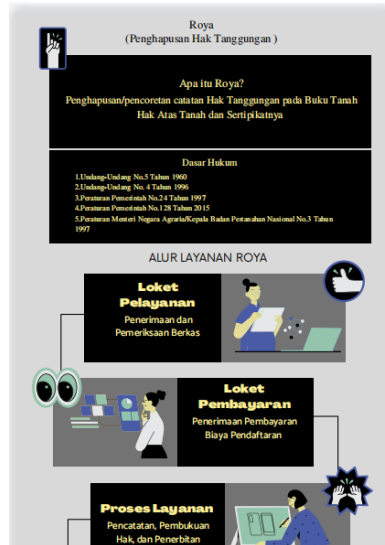 Roya
(Penghapusan Hak Tanggungan )
Apa itu Roya?
Penghapusan/pencoretan catatan Hak Tanggungan pada Buku Tanah
Hak Atas Tanah dan Sertipikatnya
Dasar Hukum
1.Undang-Undang No.5 Tahun 1960
2.Undang-Undang No. 4 Tahun 1996
3.Peraturan Pemerintah No.24 Tahun 1997
4.Peraturan Pemerintah No.128 Tahun 2015
5.Peraturan Menteri Negara Agraria/Kepala Badan Pertanahan Nasional No.3 Tahun
1997
ALUR LAYANAN ROYA
Loket
Pelayanan
Penerimaan dan
Pemeriksaan Berkas
Loket
Pembayaran
Penerimaan Pembayaran
Biaya Pendaftaran
Proses Layanan
Pencatatan, Pembukuan
Hak, dan Penerbitan